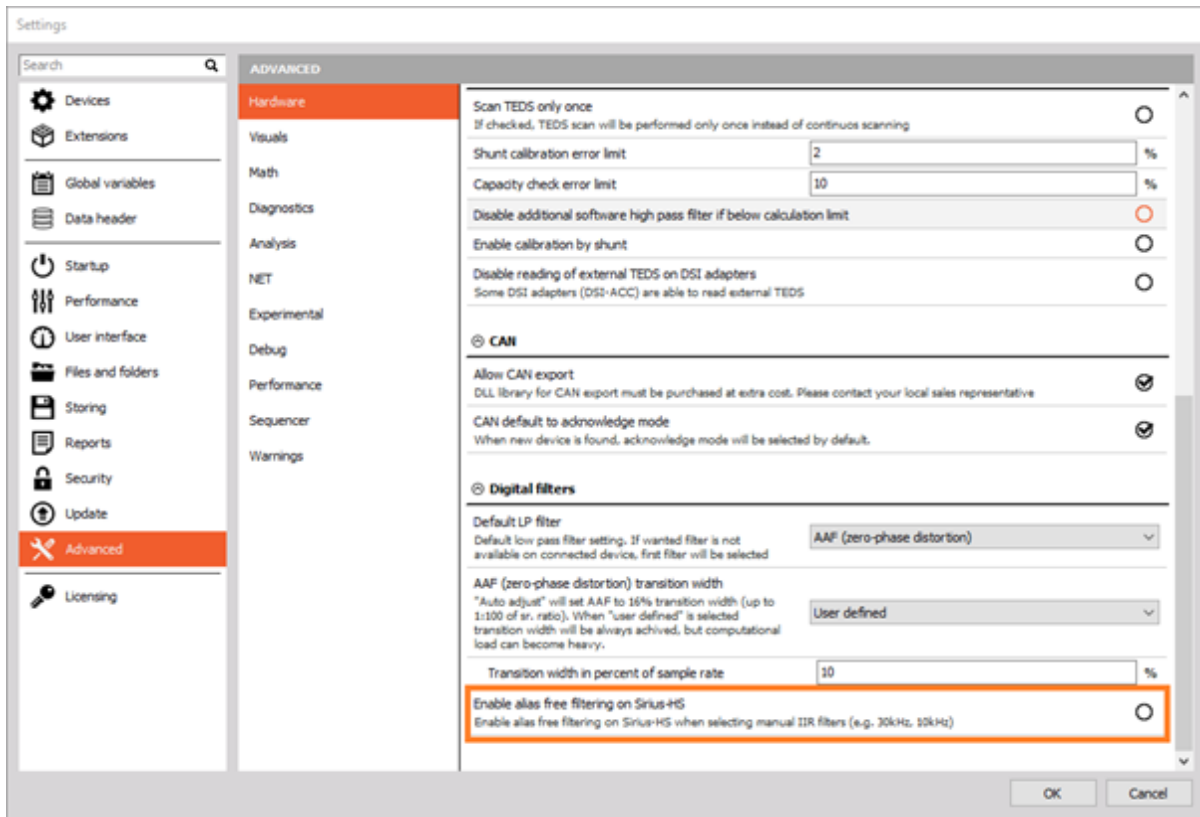 Settings
Search
Devices
Extensions
Global variables
Data header
Startup
Performance
User interface
Files and folders
Storing
Reports
Security
Update
Advanced
Licensing
ADVANCED
Hardware
Visuals
Math
Diagnostics
Analysis
NET
Experimental
Debug
Performance
Sequencer
Warnings
Scan TEDS only once
If checked, TEDS scan will be performed only once instead of continuos scanning
Shunt calibration error limit 2 %
Capacity check error limit 10 %
Disable additional software high pass filter if below calculation limit
Enable calibration by shunt
Disable reading of external TEDS on DSI adapters
Some DSI adapters (DSI-ACC) are able to read external TEDS
CAN
Allow CAN export
DLL library for CAN export must be purchased at extra cost. Please contact your local sales representative
CAN default to acknowledge mode
When new device is found, acknowledge mode will be selected by default.
Digital filters
Default LP filter
Default low pass filter setting. If wanted filter is not
available on connected device, first filter will be selected
AAF (zero-phase distortion)
AAF (zero-phase distortion) transition width
"Auto adjust" will set AAF to 16% transition width (up to
1:100 of sr. ratio). When "user defined" is selected
transition width will be always achived, but computational
load can become heavy.
User defined
Transition width in percent of sample rate 10 %
Enable alias free filtering on Sirius-HS
Enable alias free filtering on Sirius-HS when selecting manual IIR filters (e.g. 30kHz, 10kHz)
OK Cancel